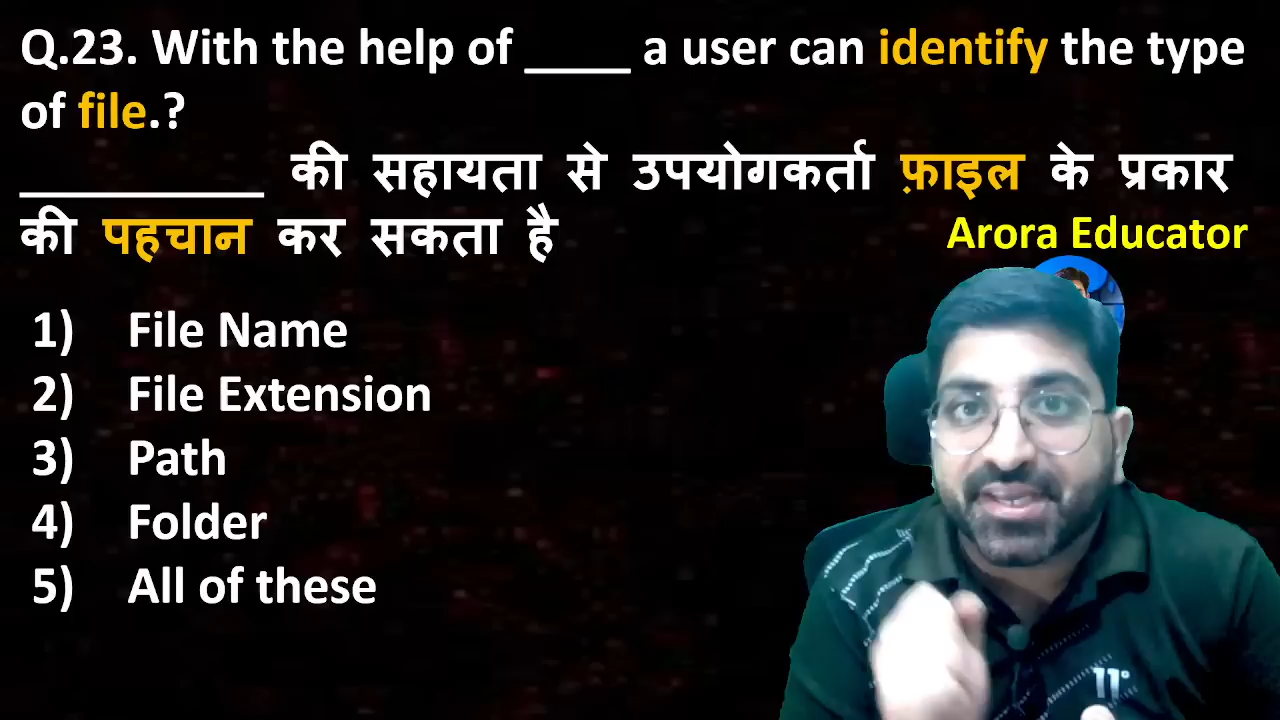 Q.23. With the help of ____ a user can identify the type
of file.?
_________ की सहायता से उपयोगकर्ता फ़ाइल के प्रकार
की पहचान कर सकता है
Arora Educator
1) File Name
2) File Extension
3) Path
4) Folder
5) All of these
11°